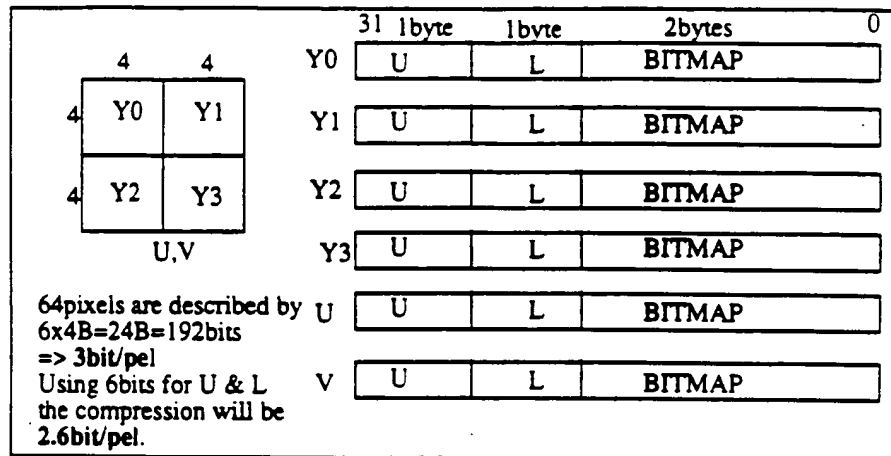 31 1byte 1byte 2bytes 0
Y0 U L BITMAP
4 4
4 Y0 Y1
Y1 U L BITMAP
4 Y2 Y3
Y2 U L BITMAP
U,V
Y3 U L BITMAP
64pixels are described by
6x4B=24B=192bits
=> 3bit/pel
Using 6bits for U & L
the compression will be
2.6bit/pel.
U U L BITMAP
V U L BITMAP